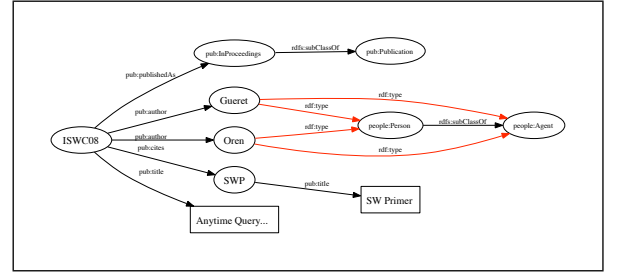 pub:InProceedings
rdfs:subClassOf
pub:Publication
pub:publishedAs
Gueret
rdf:type
rdf:type
pub:author
people:Person
rdfs:subClassOf
people:Agent
rdf:type
ISWC08
pub:author
Oren
rdf:type
pub:cites
pub:title
SWP
pub:title
SW Primer
Anytime Query...